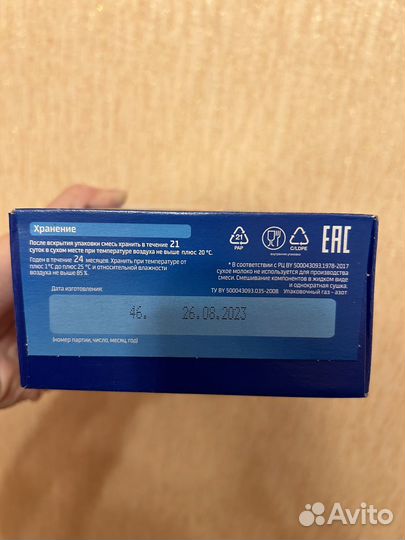 Хранение
После вскрытия упаковки смесь хранить в течение 21
суток в сухом месте при температуре воздуха не выше плюс 20°C.
Годен в течение 24 месяцев. Хранить при температуре от
плюс 1°C до плюс 25 °C и относительной влажности
воздуха не выше 85 %.
Дата изготовления:
46. 26.08.2023
(номер партии, число, месяц, год)
21
PAP
внутренняя упаковка
C/LDPE
EAC
* В соответствии с РЦ BY 500043093.1978-2017
сухое молоко не используется для производства
смеси. Смешивание компонентов в жидком виде
и однократная сушка.
ТУ BY 500043093.035-2008 Упаковочный газ - азот
Avito